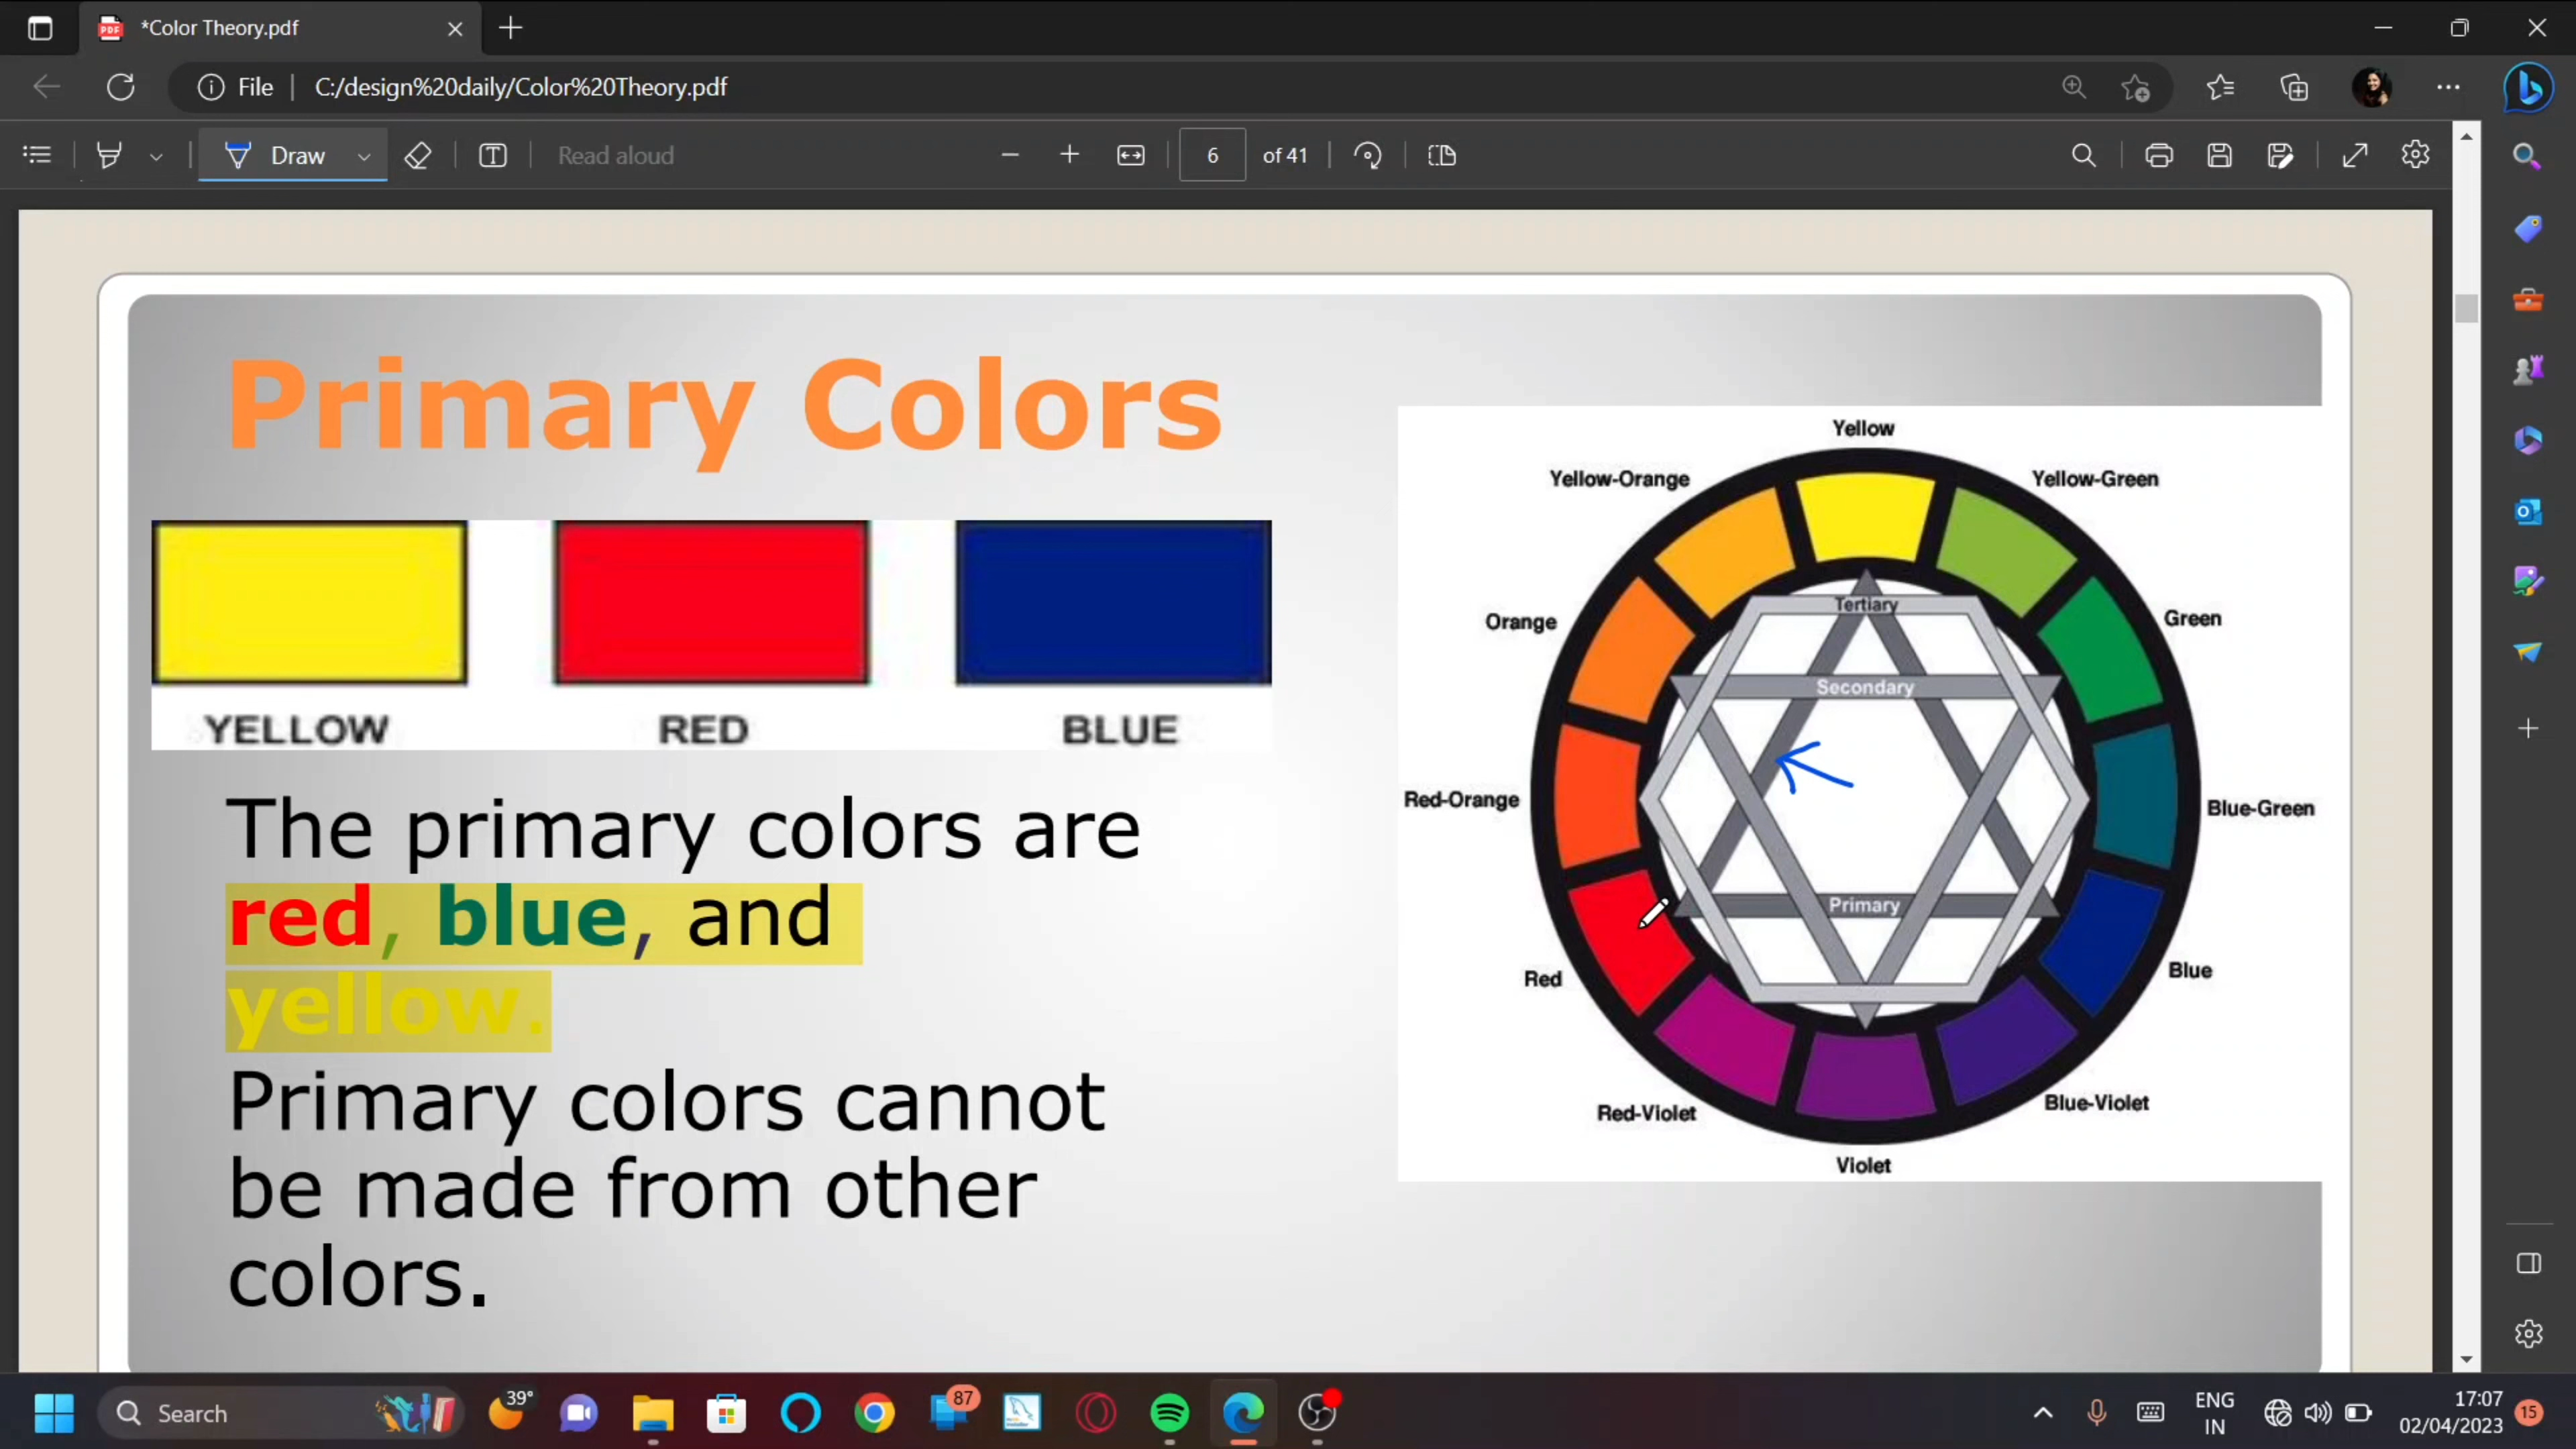 *Color Theory.pdf
File
C:/design%20daily/Color%20Theory.pdf
Draw
Read aloud
6 of 41
Primary Colors
YELLOW RED BLUE
The primary colors are
red, blue, and
yellow.
Primary colors cannot
be made from other
colors.
Yellow
Yellow-Orange
Yellow-Green
Orange
Green
Tertiary
Secondary
Red-Orange
Blue-Green
Primary
Red
Blue
Red-Violet
Blue-Violet
Violet
Search
39°
87
ENG
IN
17:07
02/04/2023
15